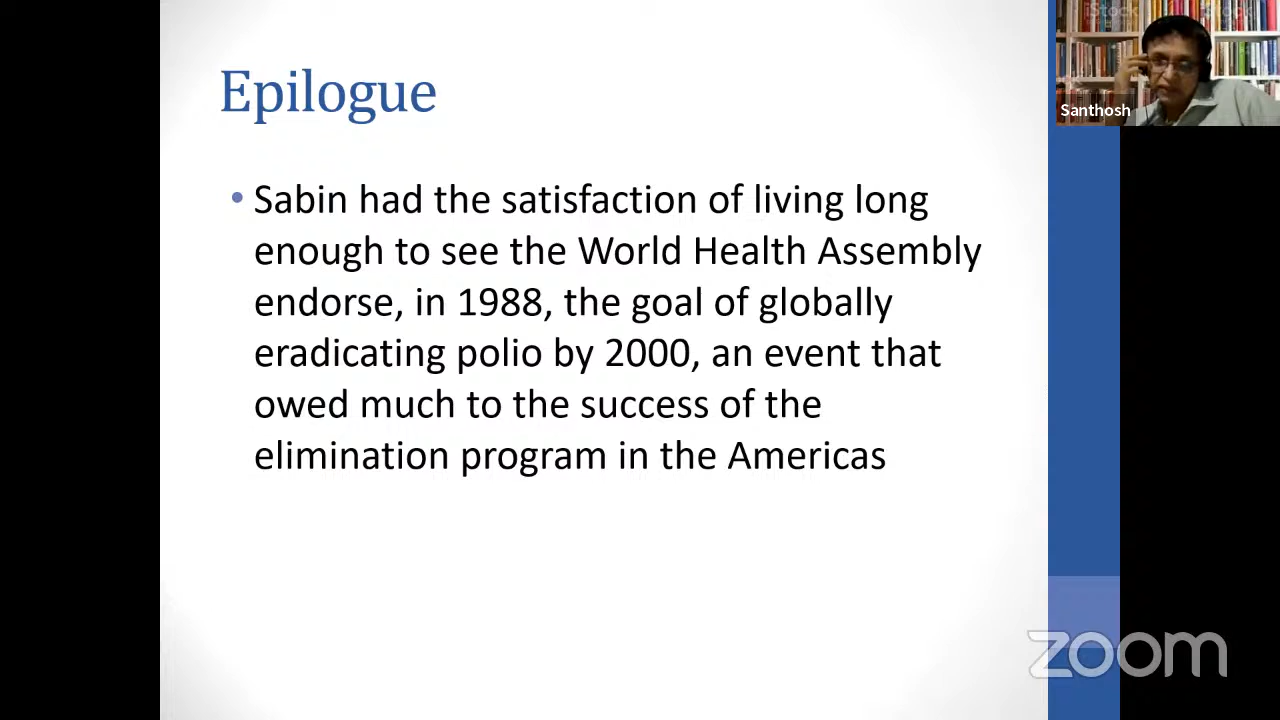 Epilogue
• Sabin had the satisfaction of living long
enough to see the World Health Assembly
endorse, in 1988, the goal of globally
eradicating polio by 2000, an event that
owed much to the success of the
elimination program in the Americas
iStock
Santhosh
zoom